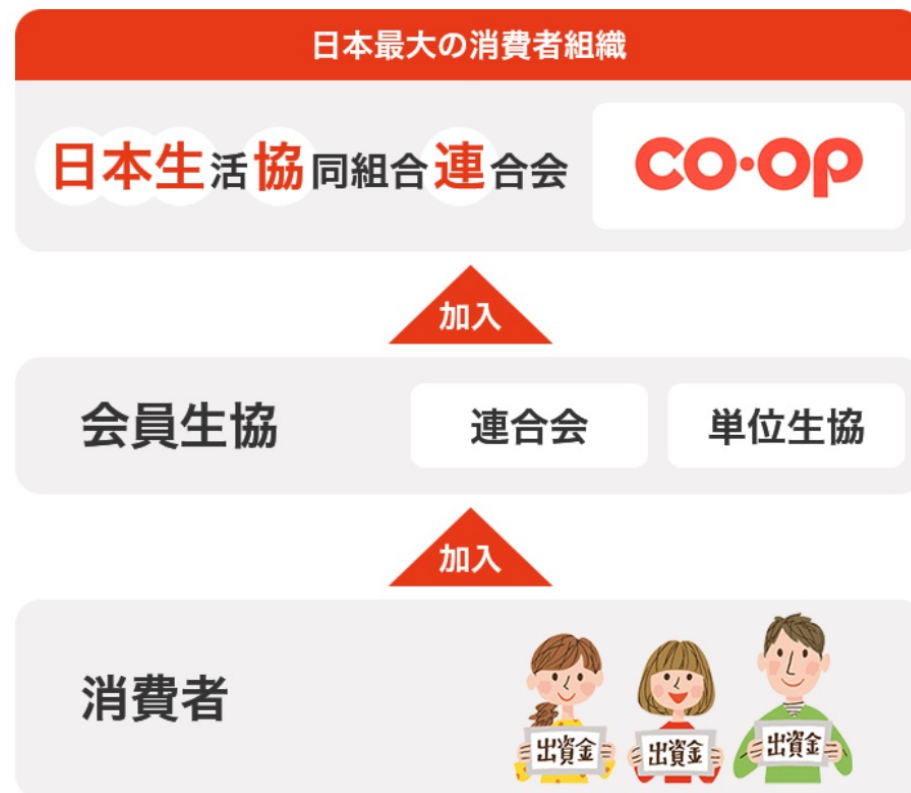 日本最大の消費者組織
日本生活協同組合連合会 CO・OP
加入
会員生協 連合会 単位生協
加入
消費者 出資金 出資金 出資金